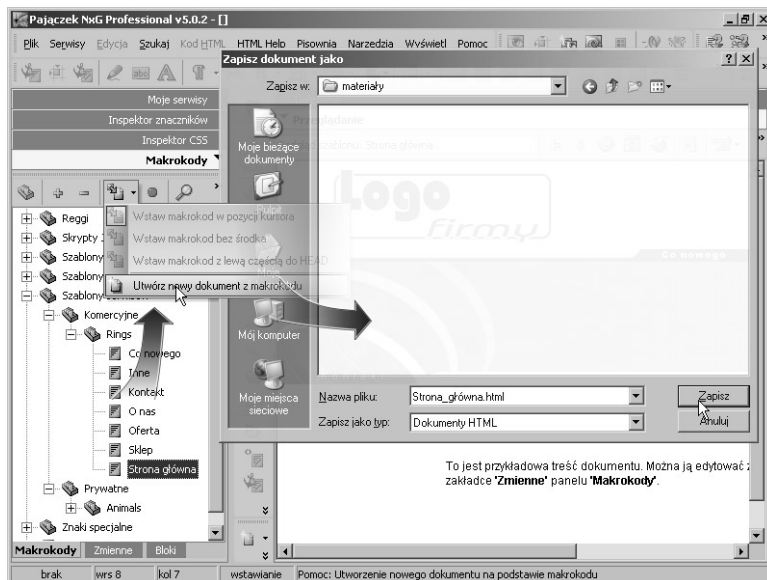 Pajączek NxG Professional v5.0.2 - []
Plik Serwisy Edycja Szukaj Kod HTML HTML Help Pisownia Narzędzia Wyświetl Pomoc
Zapisz dokument jako
Zapisz w: materiały
Moje serwisy
Inspektor znaczników
Inspektor CSS
Makrokody
Przeglądanie
Moje bieżące dokumenty
Pulpit
Logo
firmy
Co nowego
Reggi
Skrypty
Szablony
Szablony
Szablony
Wstaw makrokod w pozycji kursora
Wstaw makrokod bez środka
Wstaw makrokod z lewą częścią do HEAD
Utwórz nowy dokument z makrokodu
Komercyjne
Rings
Co nowego
Inne
Kontakt
O nas
Oferta
Sklep
Strona główna
Prywatne
Animals
Znaki specjalne
Mój komputer
Moje miejsca sieciowe
Nazwa pliku: Strona_główna.html Zapisz
Zapisz jako typ: Dokumenty HTML Anuluj
To jest przykładowa treść dokumentu. Można ją edytować z
zakładce 'Zmienne' panelu 'Makrokody'.
Makrokody Zmienne Bloki
brak wrs 8 kol 7 wstawianie Pomoc: Utworzenie nowego dokumentu na podstawie makrokodu